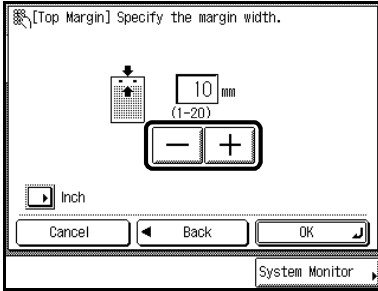 [Top Margin] Specify the margin width.
10 mm
(1-20)
− +
Inch
Cancel
Back
OK
System Monitor